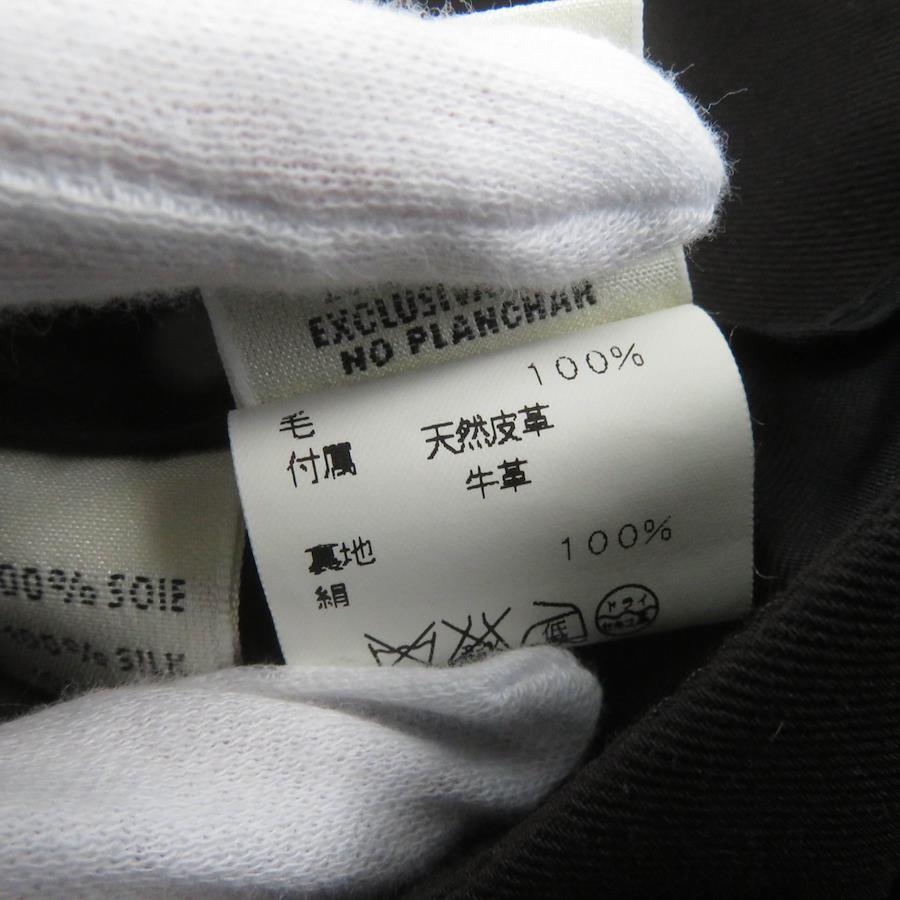 EXCLUSIV
NO PLANCHAR
毛 100%
付属 天然皮革
牛革
裏地
絹 100%
低
ドライ
00% SOIE
100% SILK